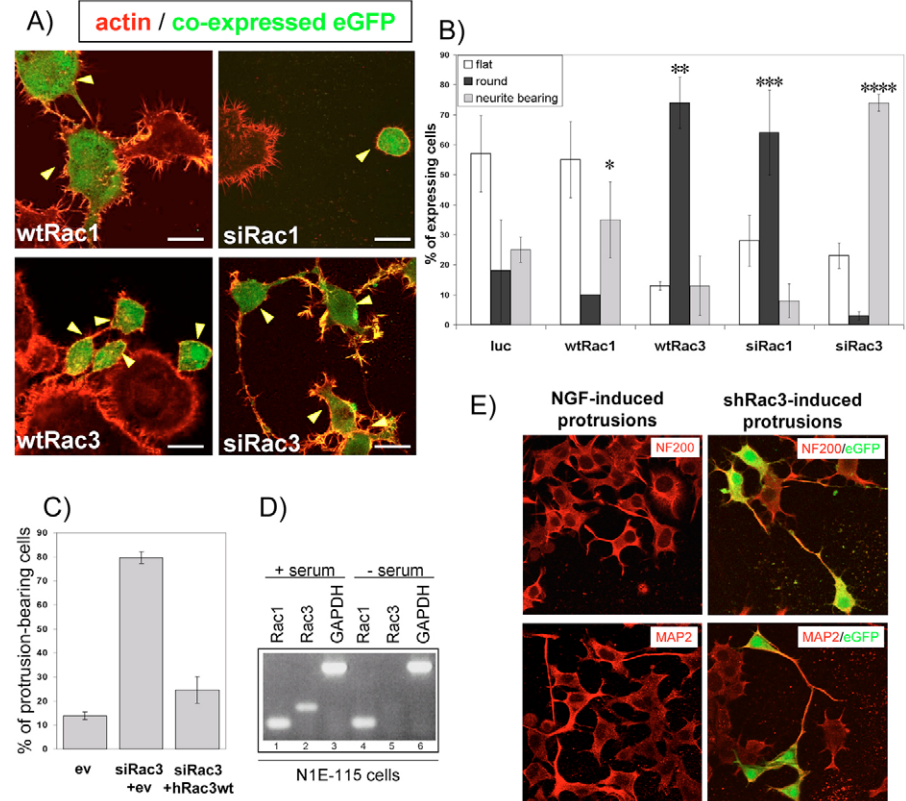 A)
actin / co-expressed eGFP
wtRac1
siRac1
wtRac3
siRac3
B)
% of expressing cells
90
80
70
60
50
40
30
20
10
0
flat
round
neurite bearing
*
**
***
****
luc
wtRac1
wtRac3
siRac1
siRac3
C)
% of protrusion-bearing cells
90
80
70
60
50
40
30
20
10
0
ev
siRac3
+ev
siRac3
+hRac3wt
D)
+ serum
- serum
Rac1
Rac3
GAPDH
Rac1
Rac3
GAPDH
1 2 3 4 5 6
N1E-115 cells
E)
NGF-induced
protrusions
shRac3-induced
protrusions
NF200
NF200/eGFP
MAP2
MAP2/eGFP